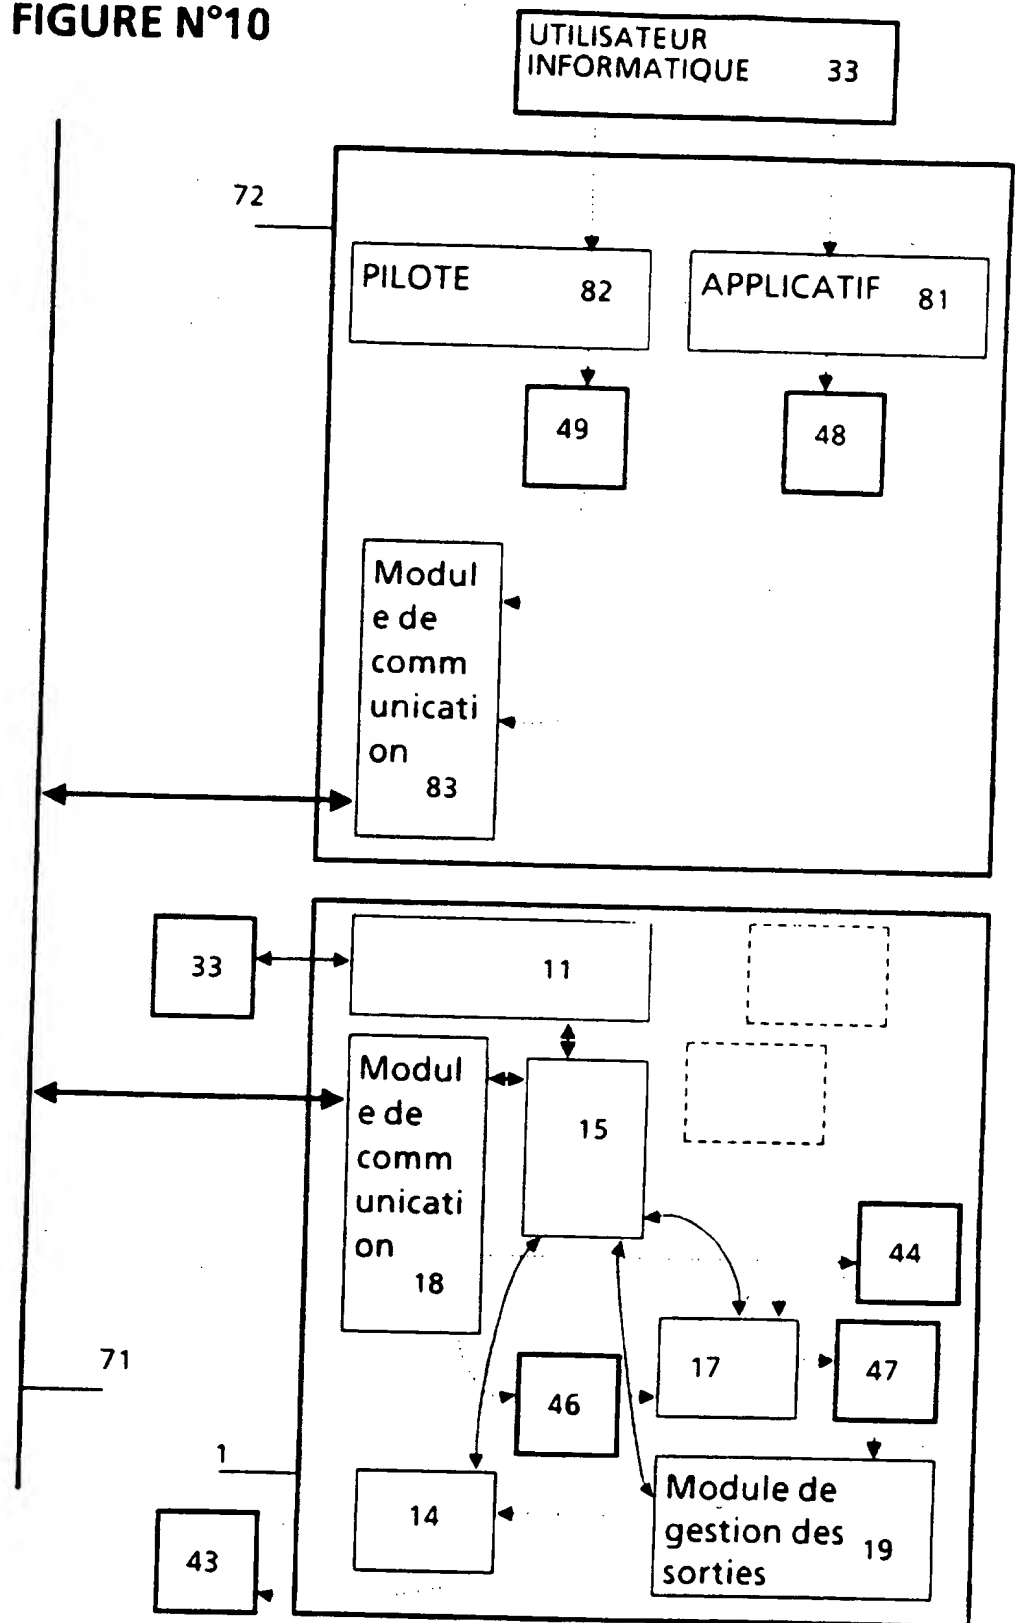 FIGURE N°10
UTILISATEUR
INFORMATIQUE 33
72
PILOTE 82
APPLICATIF 81
49
48
Modul
e de
comm
unicati
on
83
33
11
Modul
e de
comm
unicati
on
18
15
44
71
17
47
46
1
14
Module de
gestion des
sorties 19
43